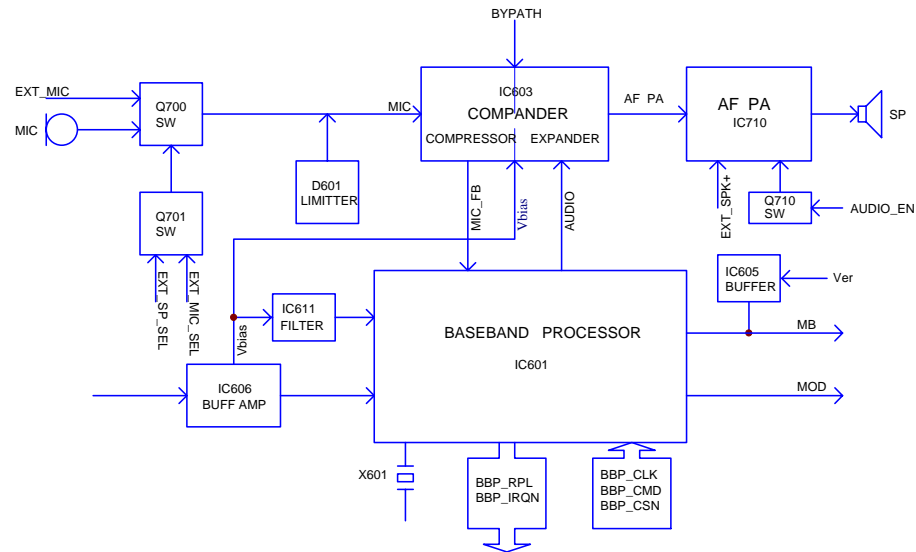 BYPATH
EXT_MIC
MIC
Q700
SW
MIC
IC603
COMPANDER
COMPRESSOR EXPANDER
AF PA
AF PA
IC710
SP
D601
LIMITTER
Q701
SW
MIC_FB
Vbias
AUDIO
EXT_SPK+
Q710
SW
AUDIO_EN
EXT_SP_SEL
EXT_MIC_SEL
Vbias
IC611
FILTER
IC605
BUFFER
Ver
BASEBAND PROCESSOR
IC601
MB
IC606
BUFF AMP
MOD
X601
BBP_RPL
BBP_IRQN
BBP_CLK
BBP_CMD
BBP_CSN